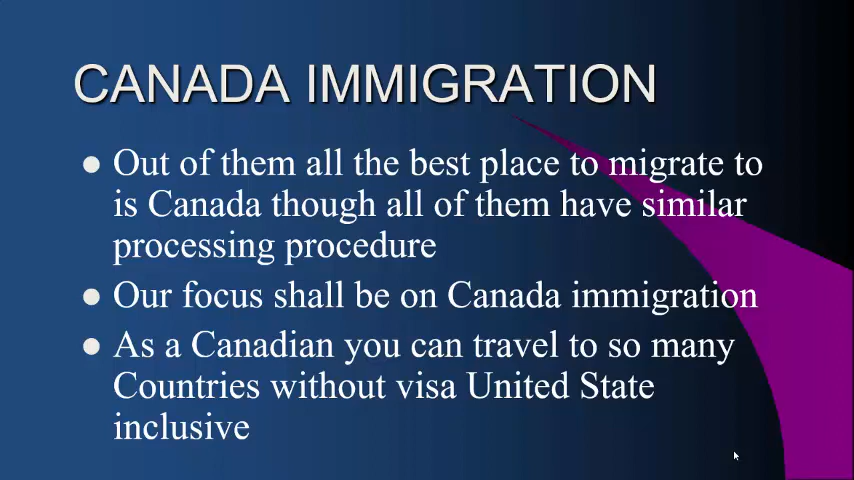 CANADA IMMIGRATION
● Out of them all the best place to migrate to
is Canada though all of them have similar
processing procedure
● Our focus shall be on Canada immigration
● As a Canadian you can travel to so many
Countries without visa United State
inclusive